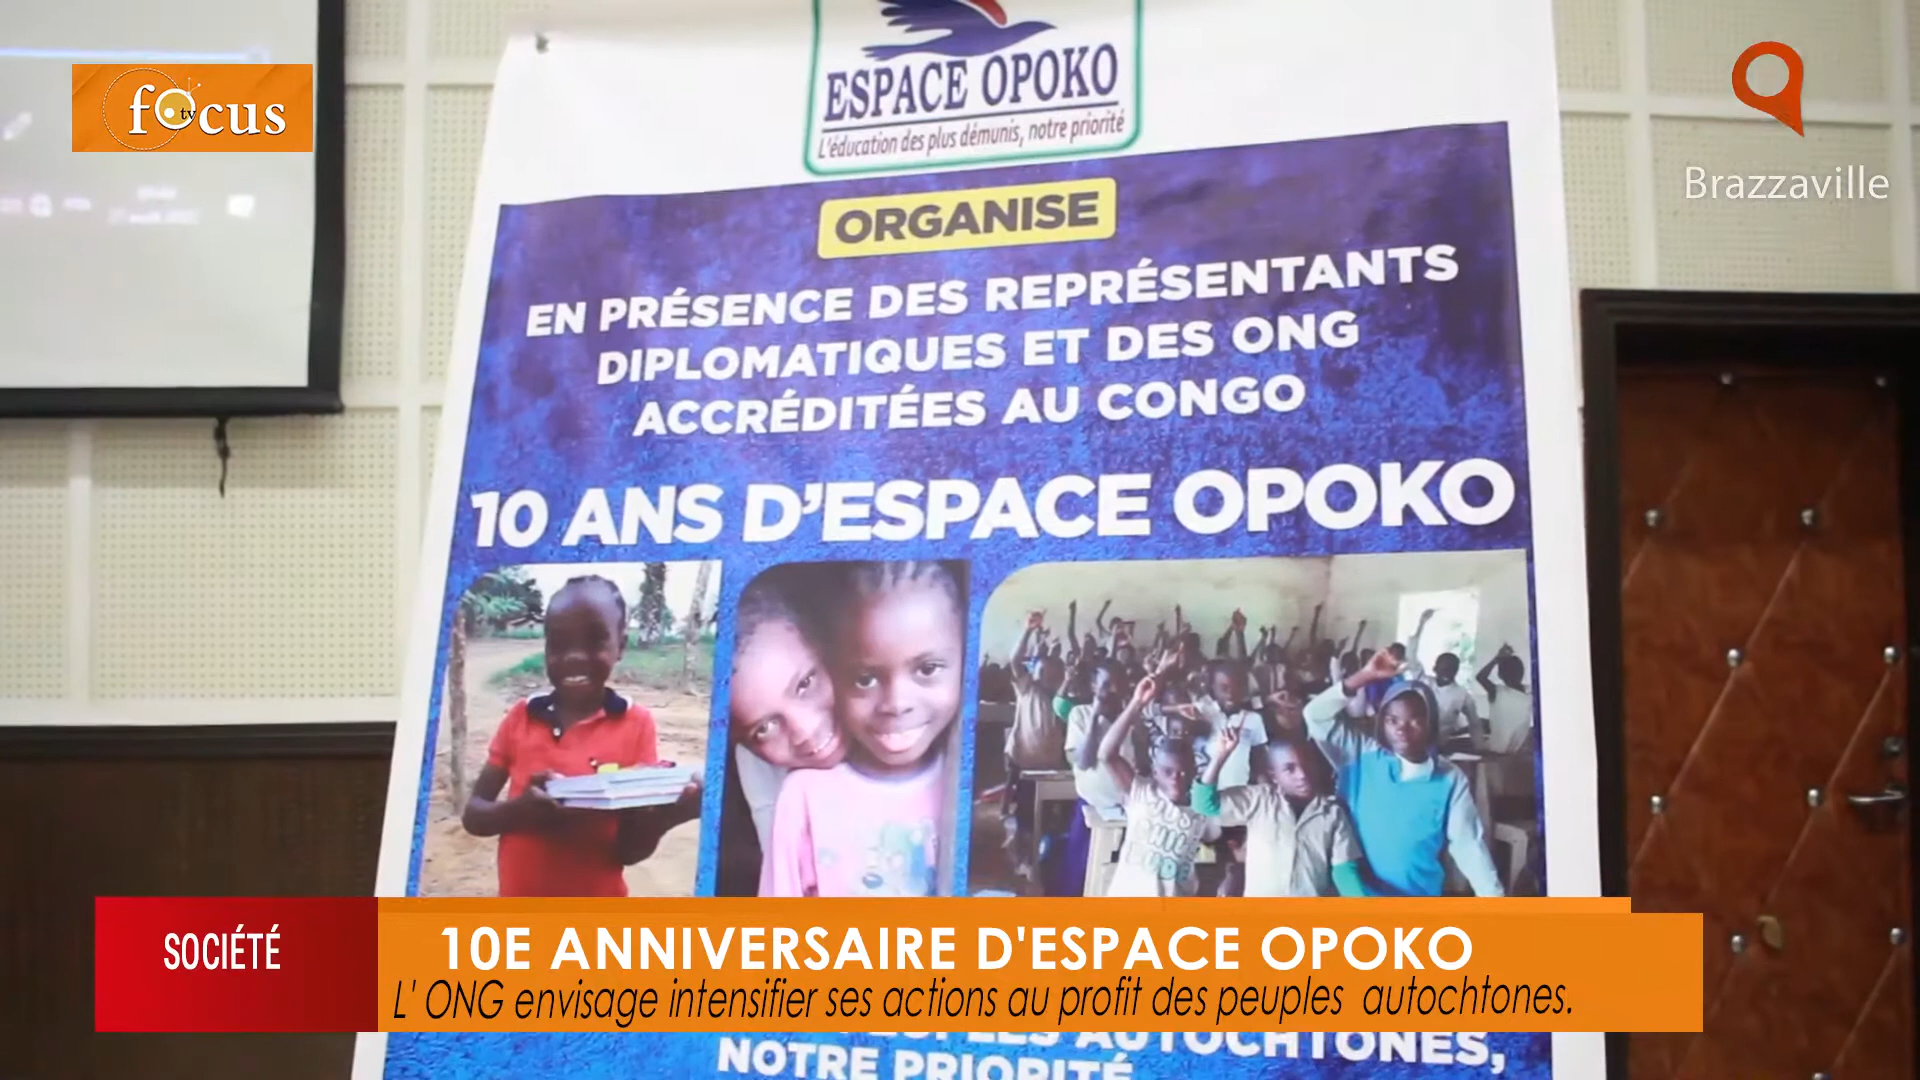 focus
tv
Brazzaville
ESPACE OPOKO
L'éducation des plus démunis, notre priorité
ORGANISE
EN PRÉSENCE DES REPRÉSENTANTS
DIPLOMATIQUES ET DES ONG
ACCRÉDITÉES AU CONGO
10 ANS D'ESPACE OPOKO
SOCIÉTÉ
10E ANNIVERSAIRE D'ESPACE OPOKO
L' ONG envisage intensifier ses actions au profit des peuples autochtones.
AUTOCHTONES,
NOTRE PRIORITÉ